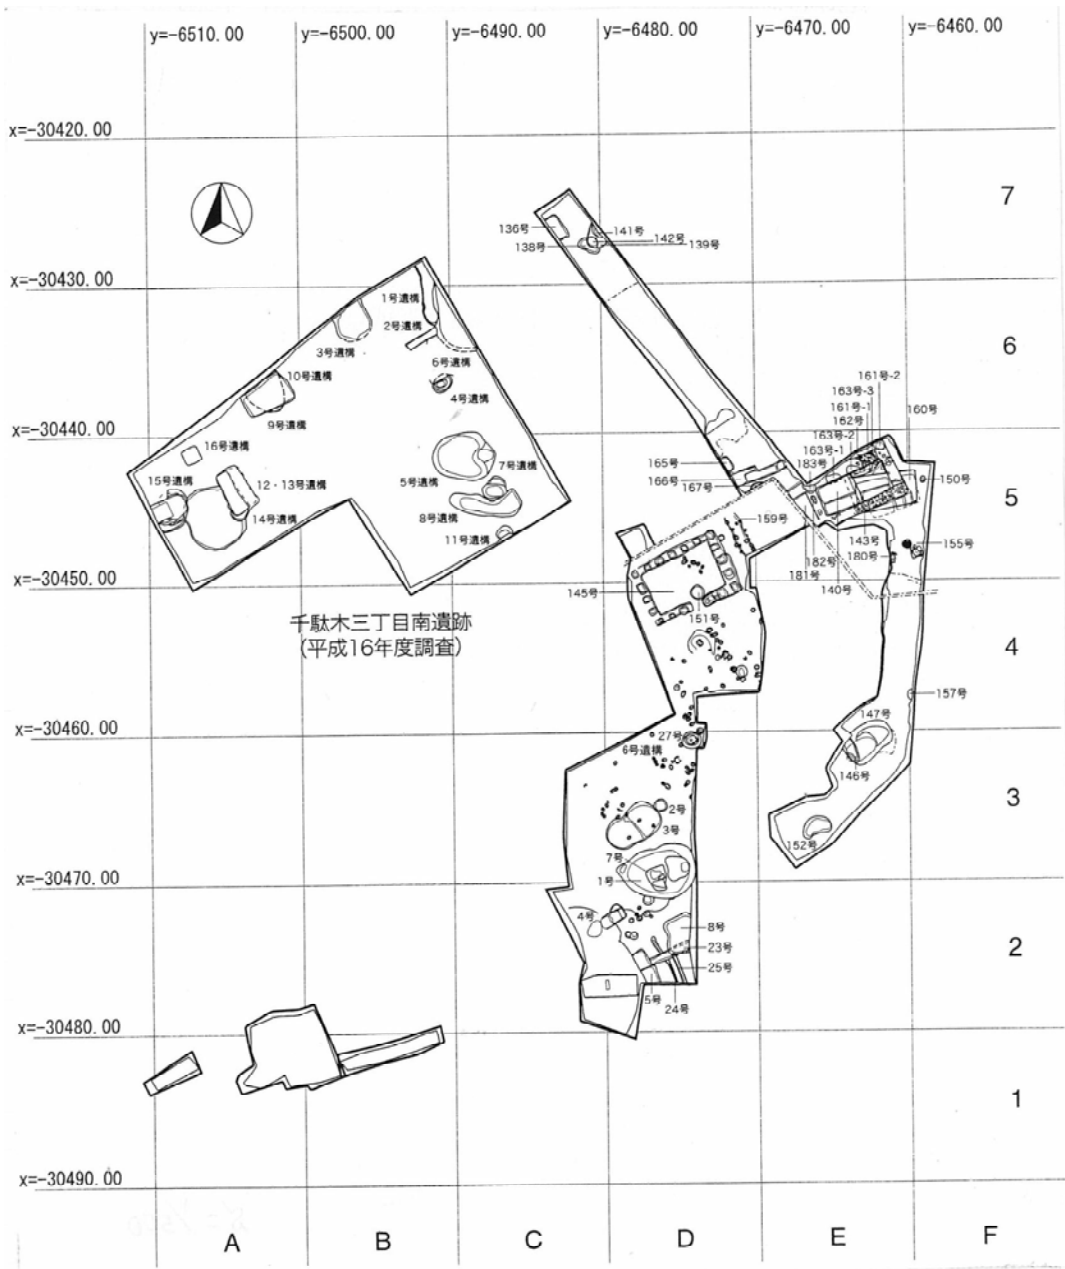 y=-6510.00
y=-6500.00
y=-6490.00
y=-6480.00
y=-6470.00
y=-6460.00
x=-30420.00
7
136号
141号
142号
138号
139号
x=-30430.00
1号遺構
2号遺構
3号遺構
6号遺構
6
10号遺構
4号遺構
9号遺構
161号-2
163号-3
161号-1
160号
162号
x=-30440.00
163号-2
16号遺構
163号-1
165号
183号
7号遺構
166号
150号
15号遺構
12・13号遺構
5号遺構
167号
5
14号遺構
8号遺構
159号
11号遺構
143号
155号
180号
182号
181号
x=-30450.00
145号
140号
151号
千駄木三丁目南遺跡
(平成16年度調査)
4
157号
147号
x=-30460.00
27号
6号遺構
146号
3
2号
3号
152号
7号
x=-30470.00
1号
4号
8号
23号
2
25号
5号
24号
x=-30480.00
1
x=-30490.00
A
B
C
D
E
F